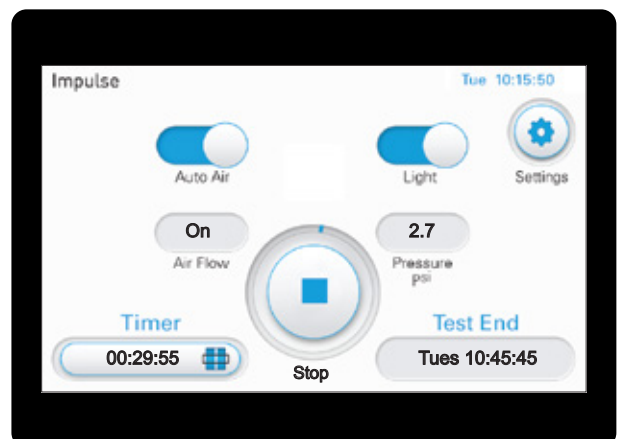 Impulse
Tue 10:15:50
Auto Air
Light
Settings
On
2.7
Air Flow
Pressure
psi
Timer
Test End
00:29:55
Tues 10:45:45
Stop